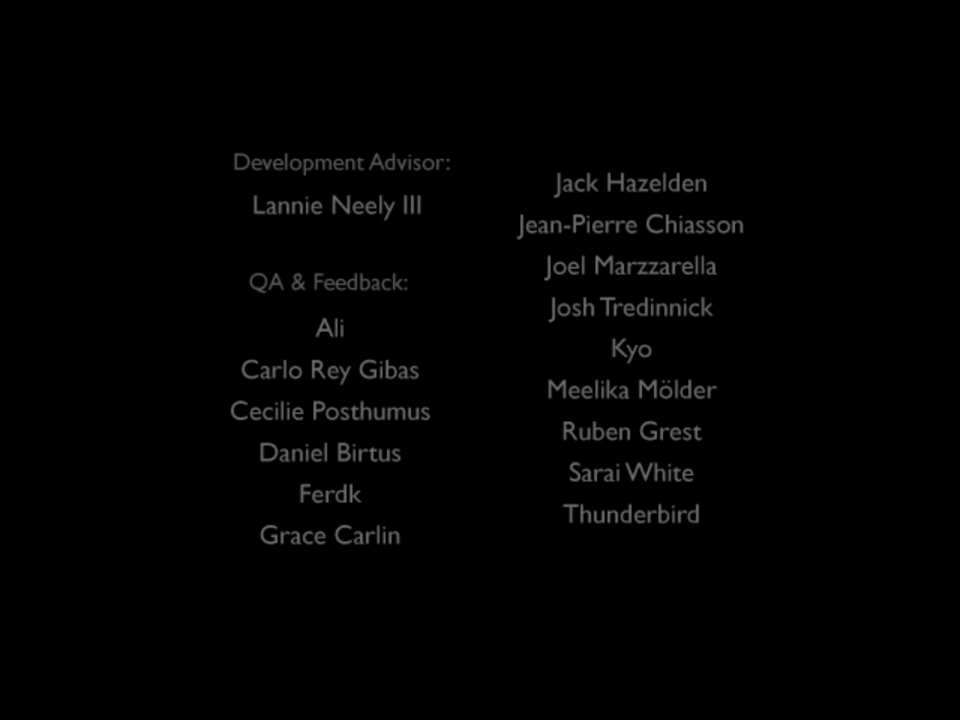 Development Advisor:
Lannie Neely III
QA & Feedback:
Ali
Carlo Rey Gibas
Cecilie Posthumus
Daniel Birtus
Ferdk
Grace Carlin
Jack Hazelden
Jean-Pierre Chiasson
Joel Marzzarella
Josh Tredinnick
Kyo
Meelika Mölder
Ruben Grest
Sarai White
Thunderbird